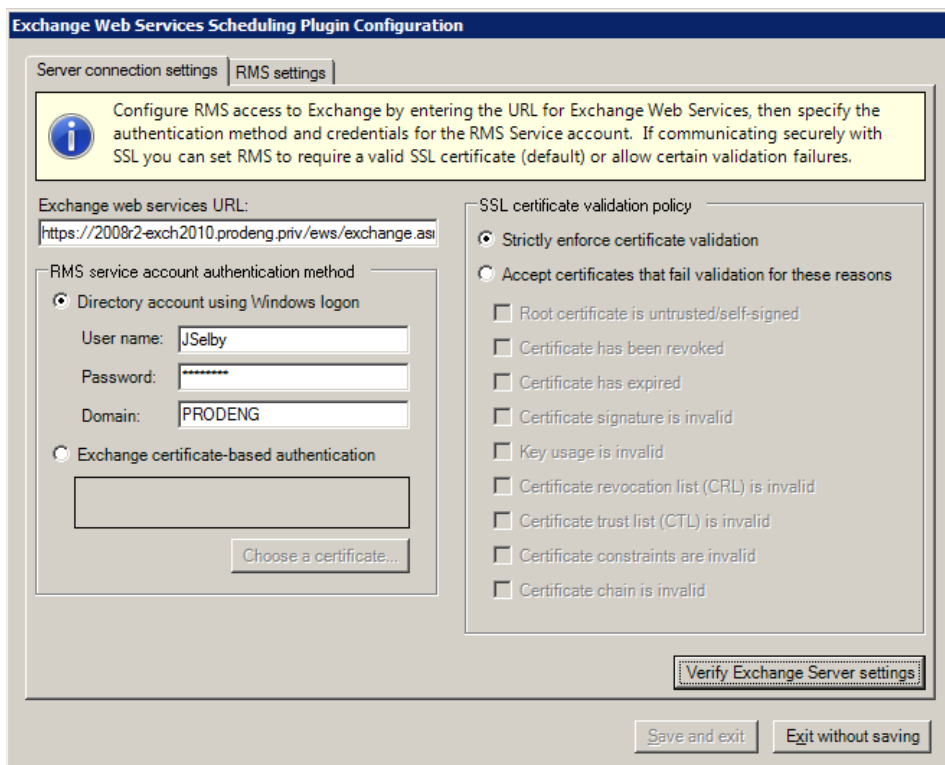 Exchange Web Services Scheduling Plugin Configuration
Server connection settings
RMS settings
Configure RMS access to Exchange by entering the URL for Exchange Web Services, then specify the
authentication method and credentials for the RMS Service account. If communicating securely with
SSL you can set RMS to require a valid SSL certificate (default) or allow certain validation failures.
Exchange web services URL:
https://2008r2-exch2010.prodeng.priv/ews/exchange.asm
RMS service account authentication method
Directory account using Windows logon
User name: JSelby
Password: ********
Domain: PRODENG
Exchange certificate-based authentication
Choose a certificate...
SSL certificate validation policy
Strictly enforce certificate validation
Accept certificates that fail validation for these reasons
Root certificate is untrusted/self-signed
Certificate has been revoked
Certificate has expired
Certificate signature is invalid
Key usage is invalid
Certificate revocation list (CRL) is invalid
Certificate trust list (CTL) is invalid
Certificate constraints are invalid
Certificate chain is invalid
Verify Exchange Server settings
Save and exit
Exit without saving